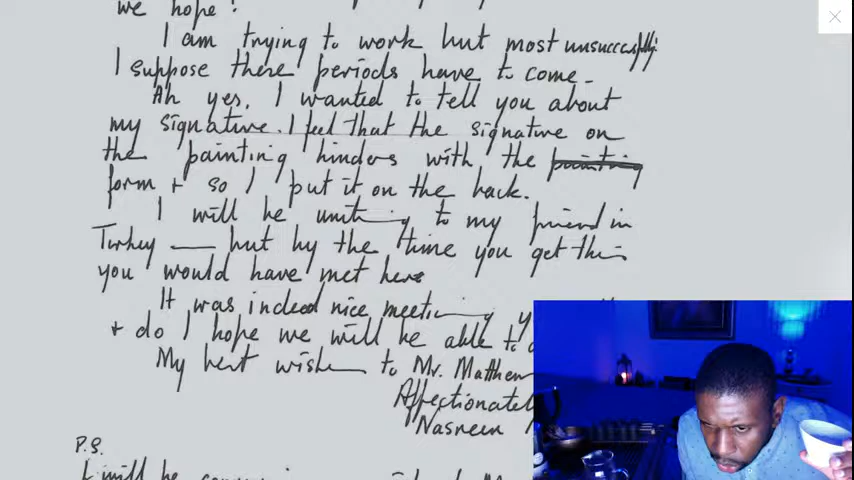 we hope!
I am trying to work but most unsuccessfully.
I suppose these periods have to come -
Ah yes, I wanted to tell you about
my signature. I feel that the signature on
the painting hinders with the painting
form + so I put it on the back.
I will be writing to my friend in
Turkey — but by the time you get this
you would have met her
It was indeed nice meeting
+ do I hope we will be able to
My best wishes to Mr. Matthew
Affectionately
Nasreen
P.S.
I will be